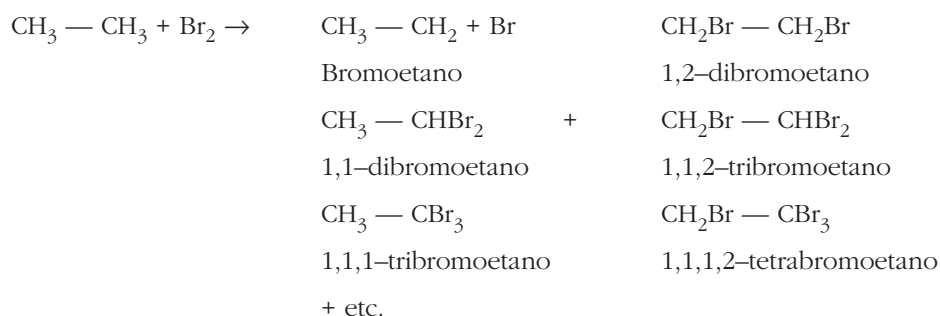 CH₃ — CH₃ + Br₂ → CH₃ — CH₂ + Br CH₂Br — CH₂Br
Bromoetano 1,2–dibromoetano
CH₃ — CHBr₂ + CH₂Br — CHBr₂
1,1–dibromoetano 1,1,2–tribromoetano
CH₃ — CBr₃ CH₂Br — CBr₃
1,1,1–tribromoetano 1,1,1,2–tetrabromoetano
+ etc.